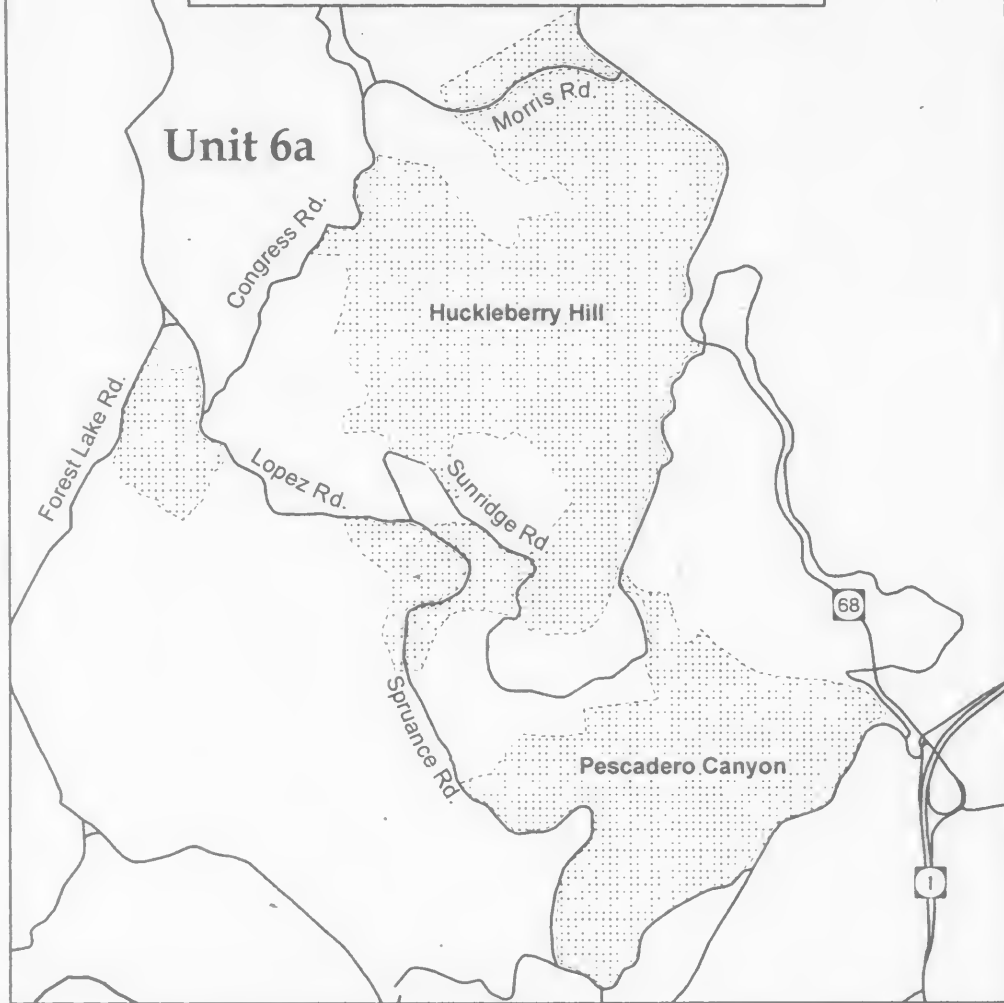 Morris Rd.
Unit 6a
Congress Rd.
Huckleberry Hill
Forest Lake Rd.
Lopez Rd.
Sunridge Rd.
68
Spruance Rd.
Pescadero Canyon
1